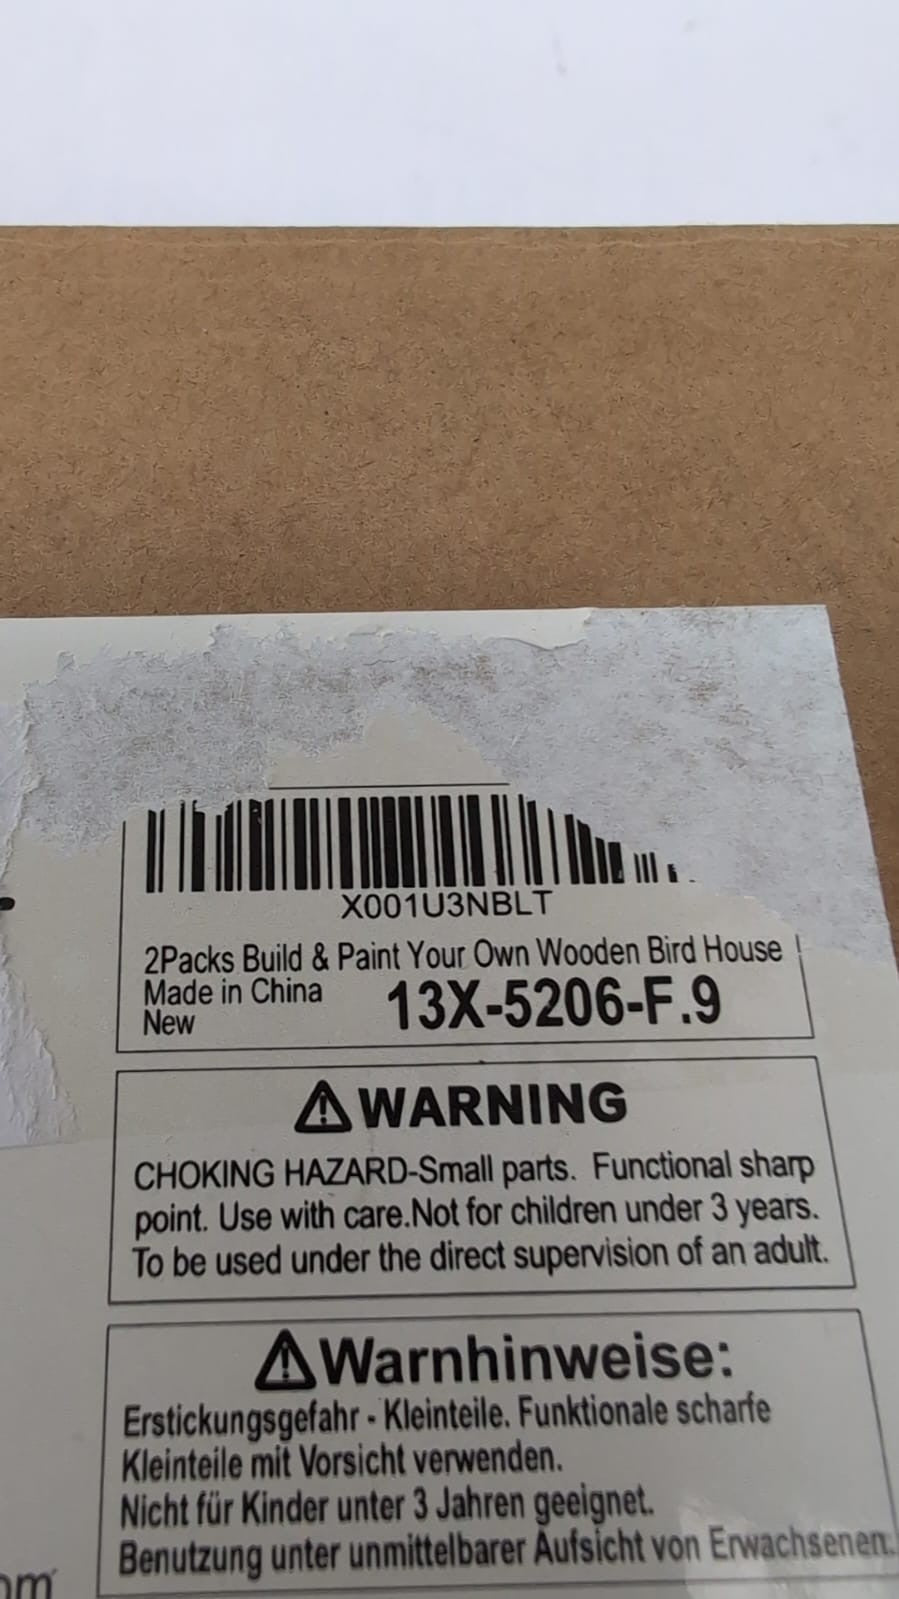 X001U3NBLT
2Packs Build & Paint Your Own Wooden Bird House
Made in China
New
13X-5206-F.9
WARNING
CHOKING HAZARD-Small parts. Functional sharp
point. Use with care.Not for children under 3 years.
To be used under the direct supervision of an adult.
Warnhinweise:
Erstickungsgefahr - Kleinteile. Funktionale scharfe
Kleinteile mit Vorsicht verwenden.
Nicht für Kinder unter 3 Jahren geeignet.
Benutzung unter unmittelbarer Aufsicht von Erwachsenen.